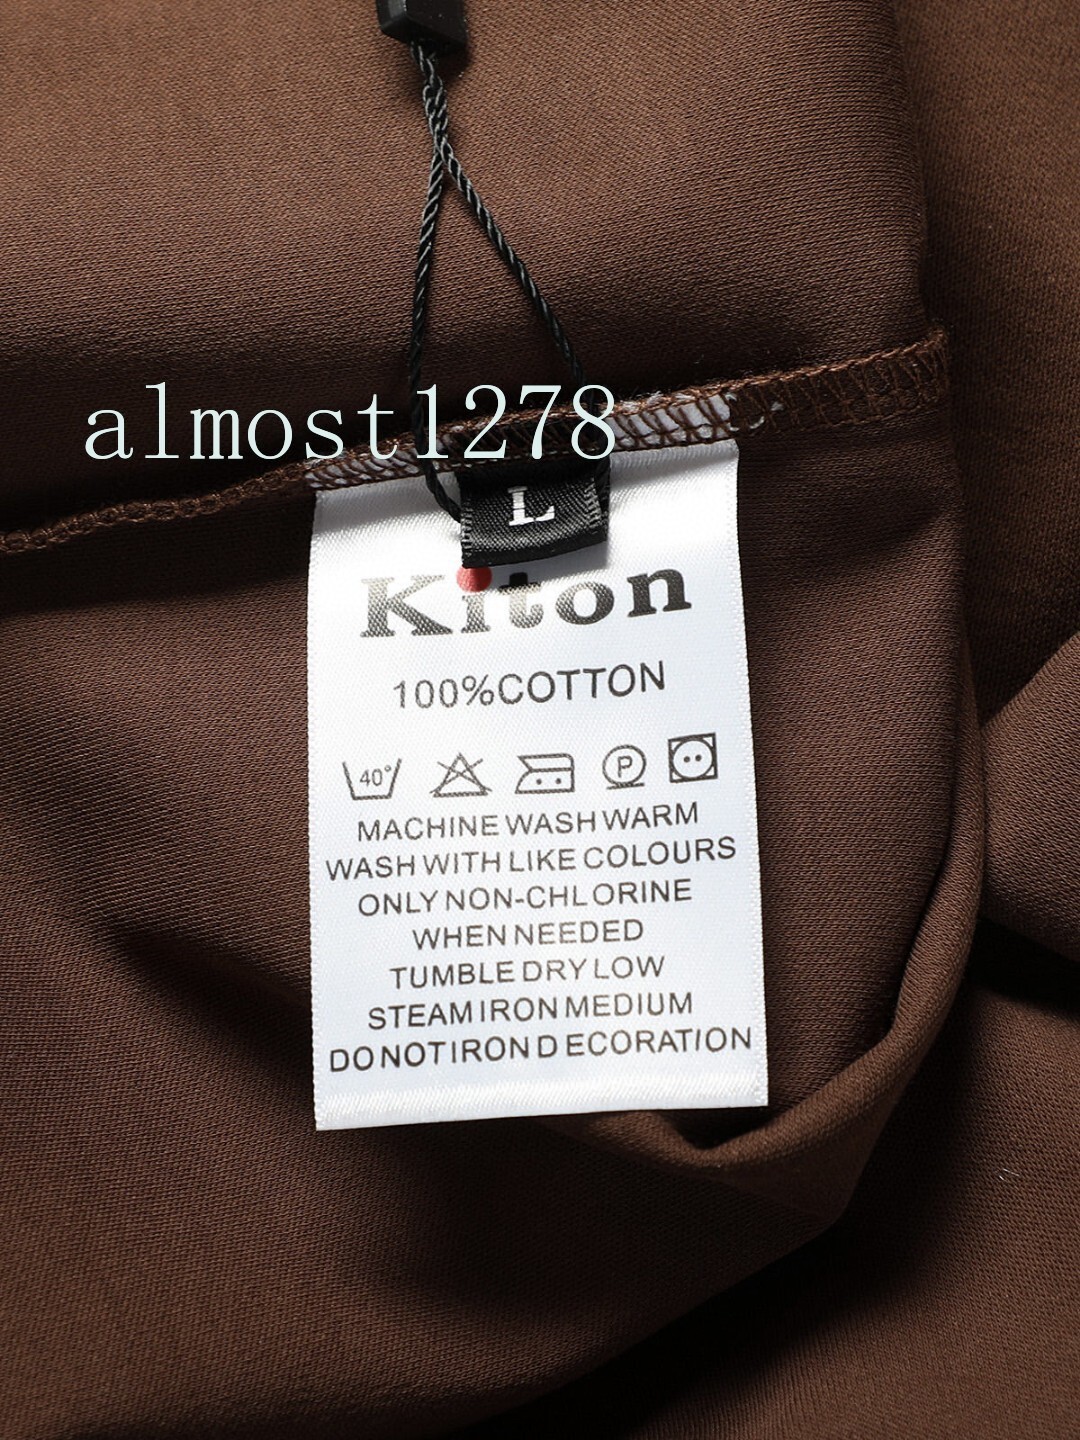 almost1278
L
Kiton
100%COTTON
40°
P
MACHINE WASH WARM
WASH WITH LIKE COLOURS
ONLY NON-CHLORINE
WHEN NEEDED
TUMBLE DRY LOW
STEAM IRON MEDIUM
DO NOT IRON DECORATION